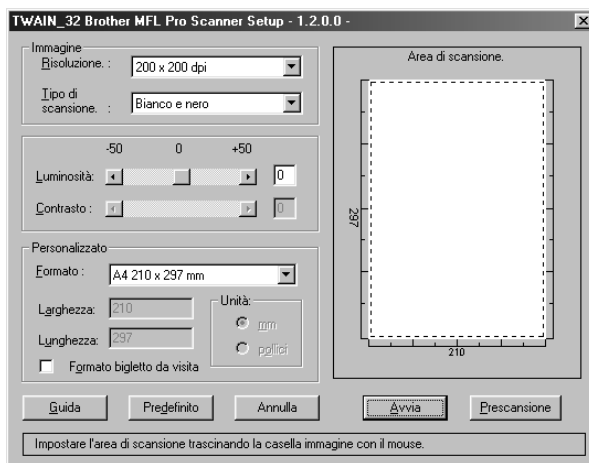 TWAIN_32 Brother MFL Pro Scanner Setup - 1.2.0.0 -
Immagine
Risoluzione. : 200 x 200 dpi
Tipo di scansione. : Bianco e nero
-50 0 +50
Luminosità: 0
Contrasto : 0
Personalizzato
Formato : A4 210 x 297 mm
Larghezza: 210
Lunghezza: 297
Unità:
mm
pollici
Formato biglietto da visita
Area di scansione.
297
210
Guida Predefinito Annulla Avvia Prescansione
Impostare l'area di scansione trascinando la casella immagine con il mouse.